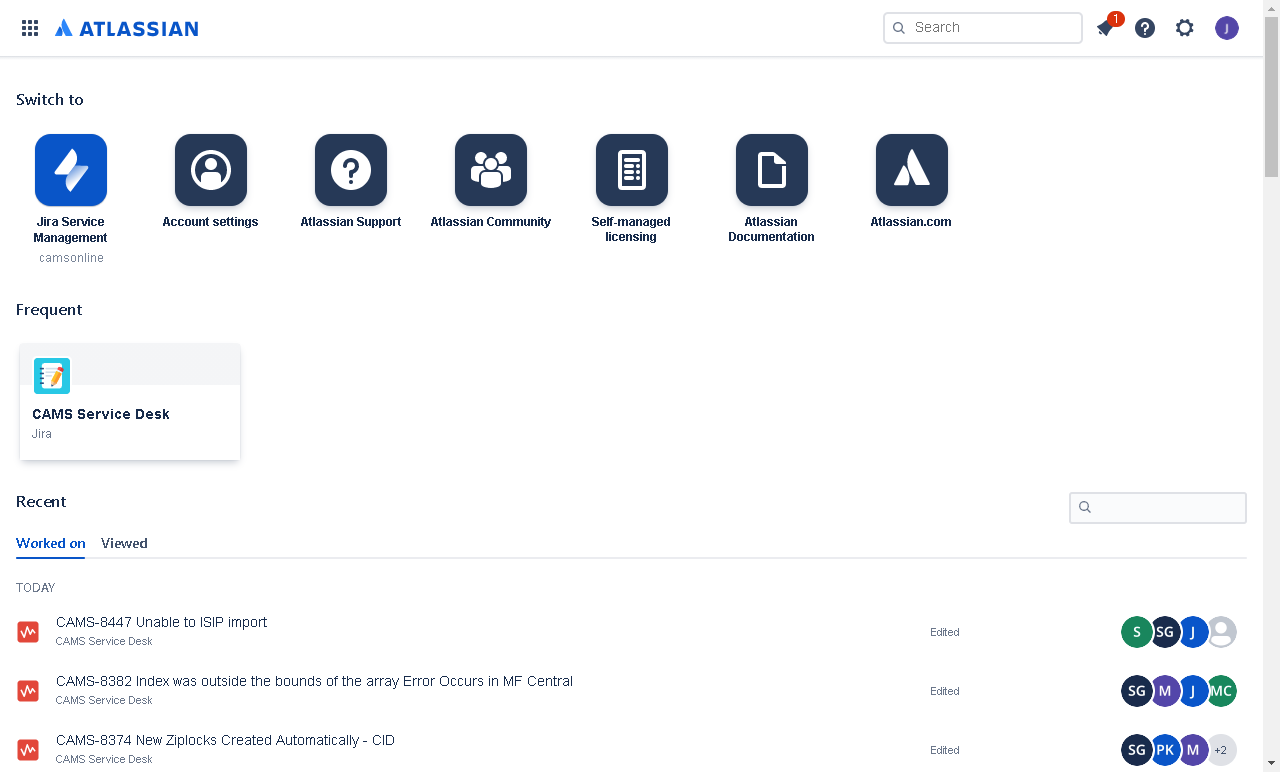 ATLASSIAN
Search
1
J
Switch to
Jira Service
Management
camsonline
Account settings
Atlassian Support
Atlassian Community
Self-managed
licensing
Atlassian
Documentation
Atlassian.com
Frequent
CAMS Service Desk
Jira
Recent
Worked on
Viewed
TODAY
CAMS-8447 Unable to ISIP import
CAMS Service Desk
Edited
S SG J
CAMS-8382 Index was outside the bounds of the array Error Occurs in MF Central
CAMS Service Desk
Edited
SG M J MC
CAMS-8374 New Ziplocks Created Automatically - CID
CAMS Service Desk
Edited
SG PK M +2